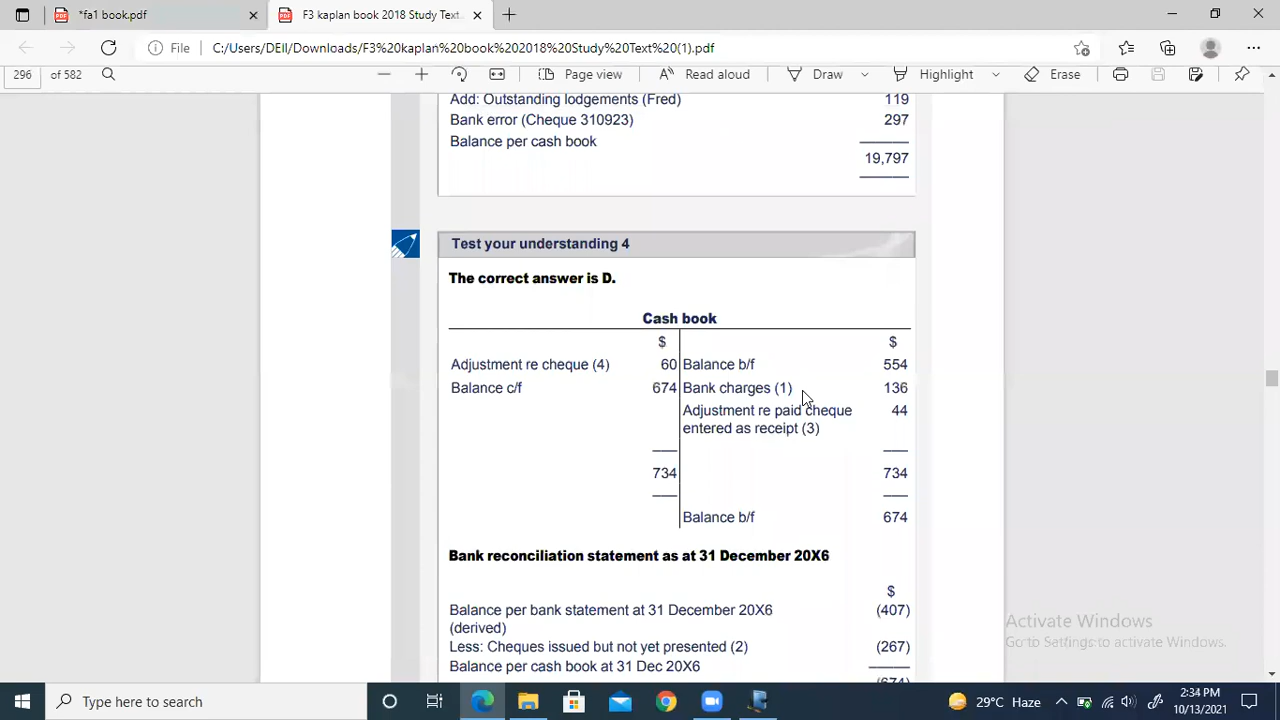 *fa1 book.pdf
F3 kaplan book 2018 Study Text
File
C:/Users/DEll/Downloads/F3%20kaplan%20book%202018%20Study%20Text%20(1).pdf
296 of 582
Page view
Read aloud
Draw
Highlight
Erase
Add: Outstanding lodgements (Fred) 119
Bank error (Cheque 310923) 297
Balance per cash book
19,797
Test your understanding 4
The correct answer is D.
Cash book
$ $
Adjustment re cheque (4) 60 Balance b/f 554
Balance c/f 674 Bank charges (1) 136
Adjustment re paid cheque 44
entered as receipt (3)
734 734
Balance b/f 674
Bank reconciliation statement as at 31 December 20X6
$
Balance per bank statement at 31 December 20X6 (407)
(derived)
Less: Cheques issued but not yet presented (2) (267)
Balance per cash book at 31 Dec 20X6
(674)
Activate Windows
Go to Settings to activate Windows.
Type here to search
29°C Haze
2:34 PM
10/13/2021